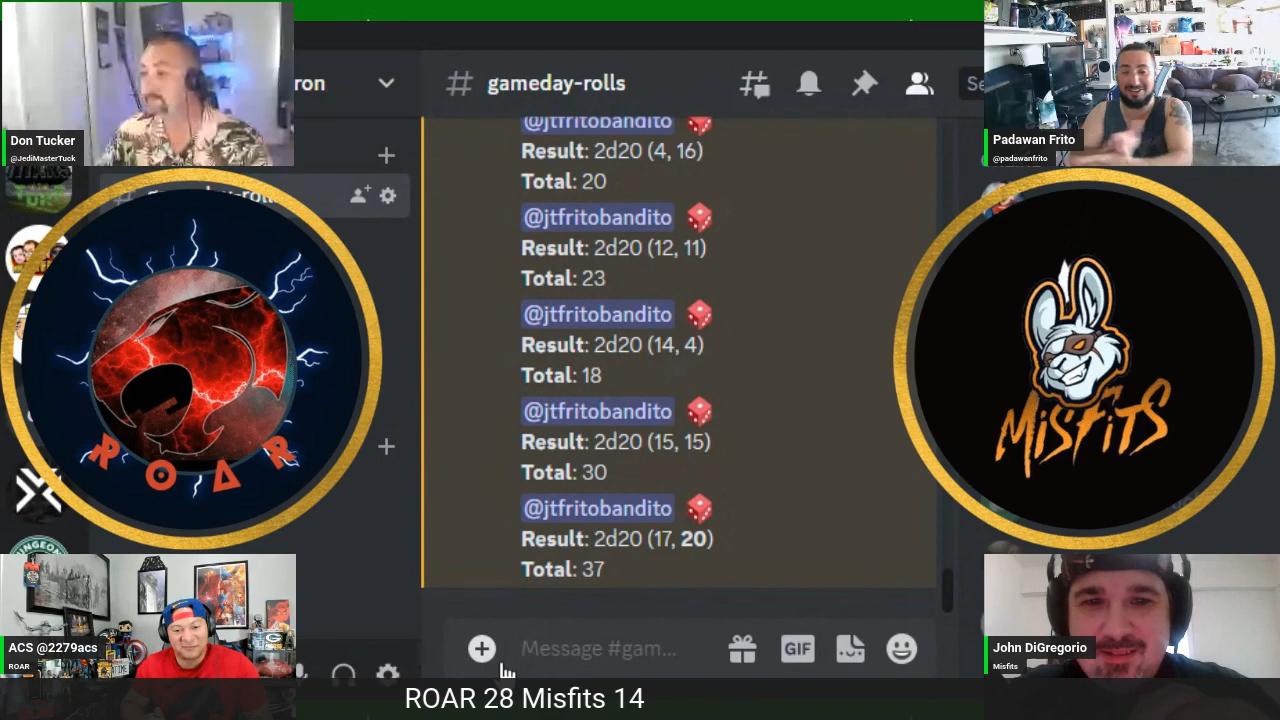 Don Tucker
@JediMasterTuck
Padawan Frito
@padawanfrito
ron
# gameday-rolls
Se
@jtfritobandito
Result: 2d20 (4, 16)
Total: 20
@jtfritobandito
Result: 2d20 (12, 11)
Total: 23
@jtfritobandito
Result: 2d20 (14, 4)
Total: 18
@jtfritobandito
Result: 2d20 (15, 15)
Total: 30
@jtfritobandito
Result: 2d20 (17, 20)
Total: 37
ROAR
MiSFiTS
Message #gam...
GIF
ACS @2279acs
ROAR
John DiGregorio
Misfits
ROAR 28 Misfits 14